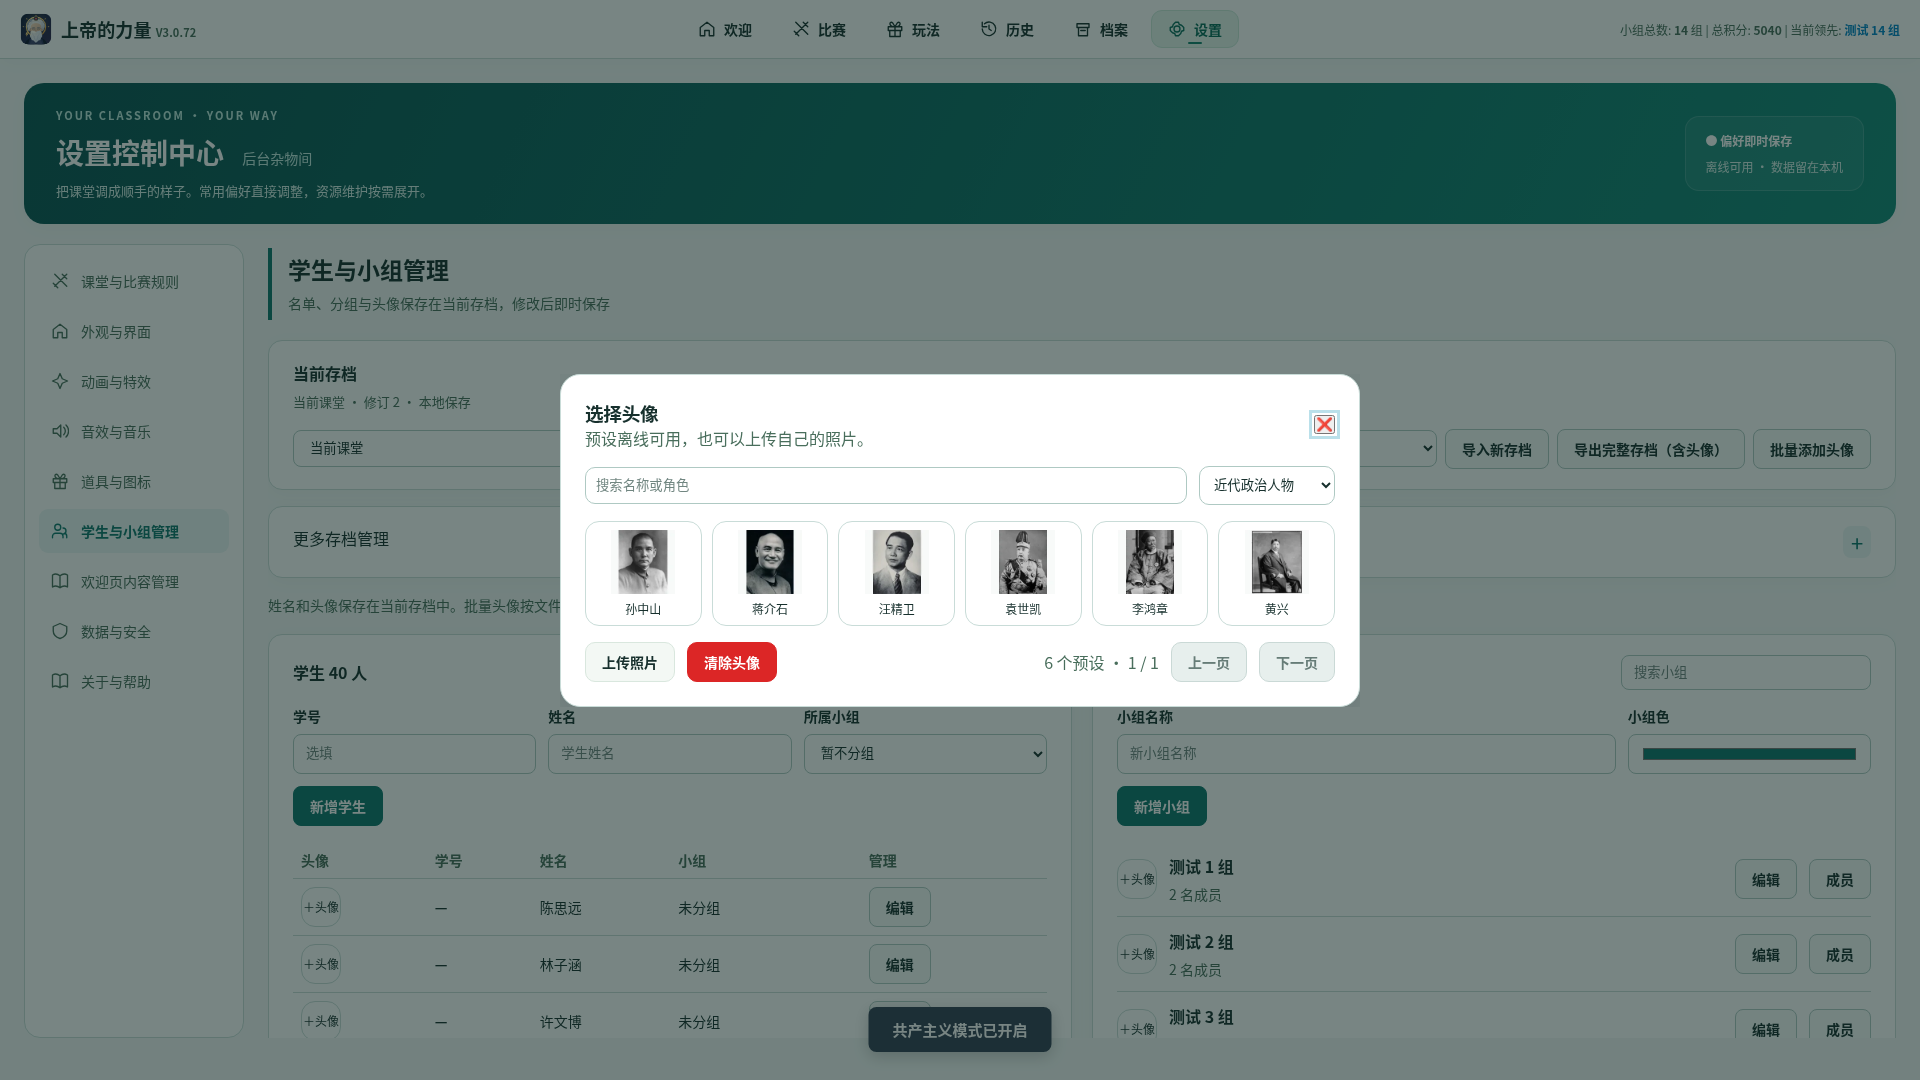 上帝的力量 V3.0.72
欢迎
比赛
玩法
历史
档案
设置
小组总数: 14 组 | 总积分: 5040 | 当前领先: 测试 14 组
YOUR CLASSROOM · YOUR WAY
设置控制中心 后台杂物间
把课堂调成顺手的样子。常用偏好直接调整，资源维护按需展开。
偏好即时保存
离线可用 · 数据留在本机
课堂与比赛规则
外观与界面
动画与特效
音效与音乐
道具与图标
学生与小组管理
欢迎页内容管理
数据与安全
关于与帮助
学生与小组管理
名单、分组与头像保存在当前存档，修改后即时保存
当前存档
当前课堂 · 修订 2 · 本地保存
当前课堂
导入新存档
导出完整存档（含头像）
批量添加头像
更多存档管理
+
姓名和头像保存在当前存档中。批量头像按文件
选择头像
预设离线可用，也可以上传自己的照片。
搜索名称或角色
近代政治人物
孙中山
蒋介石
汪精卫
袁世凯
李鸿章
黄兴
上传照片
清除头像
6 个预设 · 1 / 1
上一页
下一页
学生 40 人
学号
姓名
所属小组
选填
学生姓名
暂不分组
新增学生
头像 学号 姓名 小组 管理
+头像 — 陈思远 未分组 编辑
+头像 — 林子涵 未分组 编辑
+头像 — 许文博 未分组
搜索小组
小组名称
小组色
新小组名称
新增小组
+头像
测试 1 组
2 名成员
编辑
成员
+头像
测试 2 组
2 名成员
编辑
成员
+头像
测试 3 组
编辑
成员
共产主义模式已开启